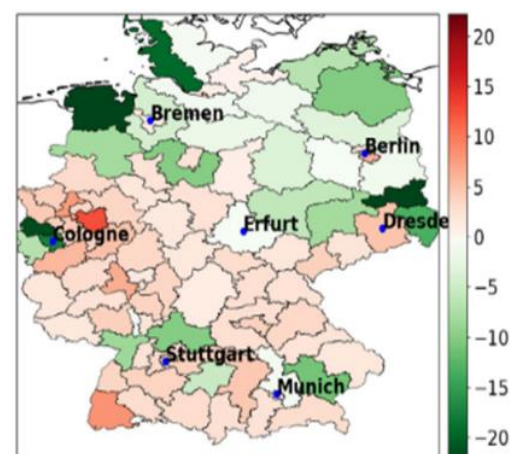 20
15
Bremen
10
Berlin
5
Erfurt
Dresde
0
Cologne
−5
−10
Stuttgart
−15
Munich
−20